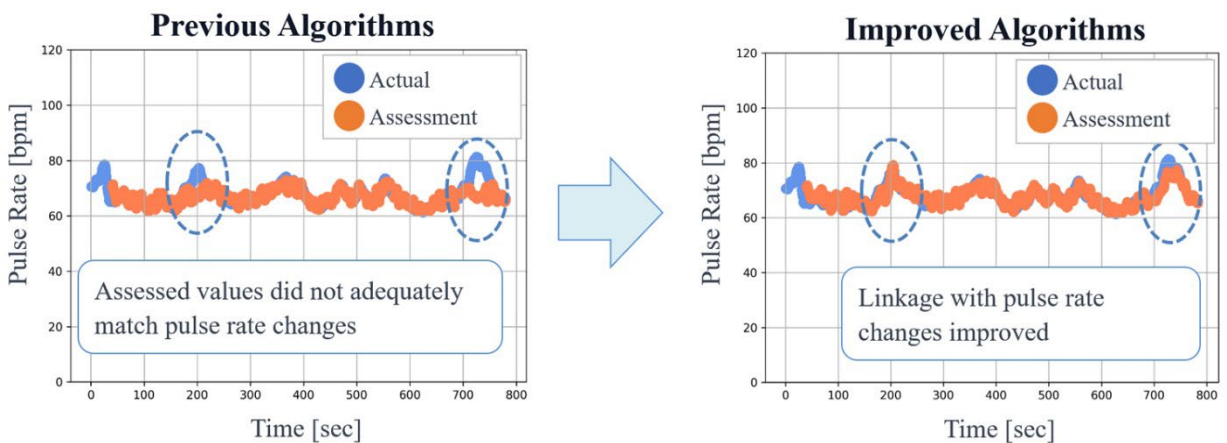 Previous Algorithms
120
100
80
60
40
20
0
Pulse Rate [bpm]
Actual
Assessment
Assessed values did not adequately
match pulse rate changes
0 100 200 300 400 500 600 700 800
Time [sec]
Improved Algorithms
120
100
80
60
40
20
0
Pulse Rate [bpm]
Actual
Assessment
Linkage with pulse rate
changes improved
0 100 200 300 400 500 600 700 800
Time [sec]